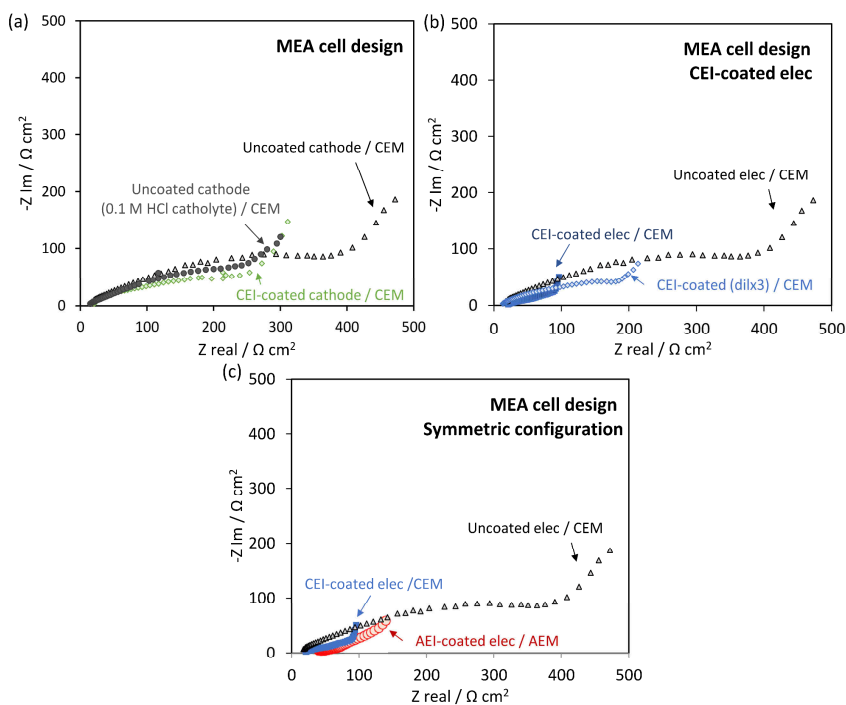 (a)
MEA cell design
500
400
300
200
100
0
-Z Im / Ω cm²
Uncoated cathode / CEM
Uncoated cathode
(0.1 M HCl catholyte) / CEM
CEI-coated cathode / CEM
0 100 200 300 400 500
Z real / Ω cm²
(b)
MEA cell design
CEI-coated elec
500
400
300
200
100
0
-Z Im / Ω cm²
Uncoated elec / CEM
CEI-coated elec / CEM
CEI-coated (dilx3) / CEM
0 100 200 300 400 500
Z real / Ω cm²
(c)
MEA cell design
Symmetric configuration
500
400
300
200
100
0
-Z Im / Ω cm²
Uncoated elec / CEM
CEI-coated elec /CEM
AEI-coated elec / AEM
0 100 200 300 400 500
Z real / Ω cm²